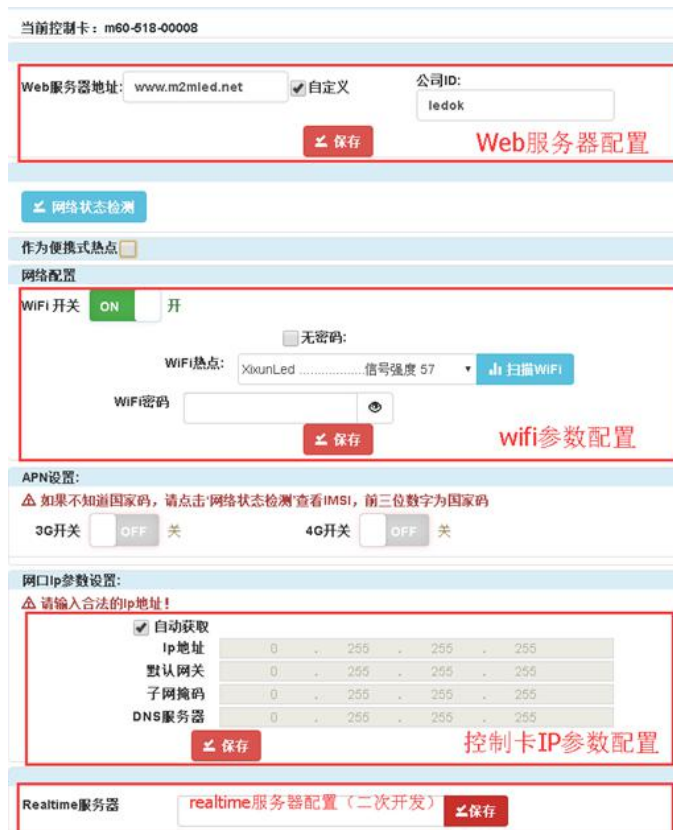 当前控制卡：m60-518-00008
Web服务器地址: www.m2mled.net 自定义 公司ID:
ledok
保存 Web服务器配置
网络状态检测
作为便携式热点
网络配置
WiFi 开关 ON 开
无密码:
WiFi热点: XixunLed ..................信号强度 57 扫描WiFi
WiFi密码
保存 wifi参数配置
APN设置:
如果不知道国家码，请点击'网络状态检测'查看IMSI，前三位数字为国家码
3G开关 OFF 关 4G开关 OFF 关
网口Ip参数设置:
请输入合法的Ip地址！
自动获取
Ip地址 0 . 255 . 255 . 255
默认网关 0 . 255 . 255 . 255
子网掩码 0 . 255 . 255 . 255
DNS服务器 0 . 255 . 255 . 255
保存 控制卡IP参数配置
Realtime服务器 realtime服务器配置（二次开发） 保存